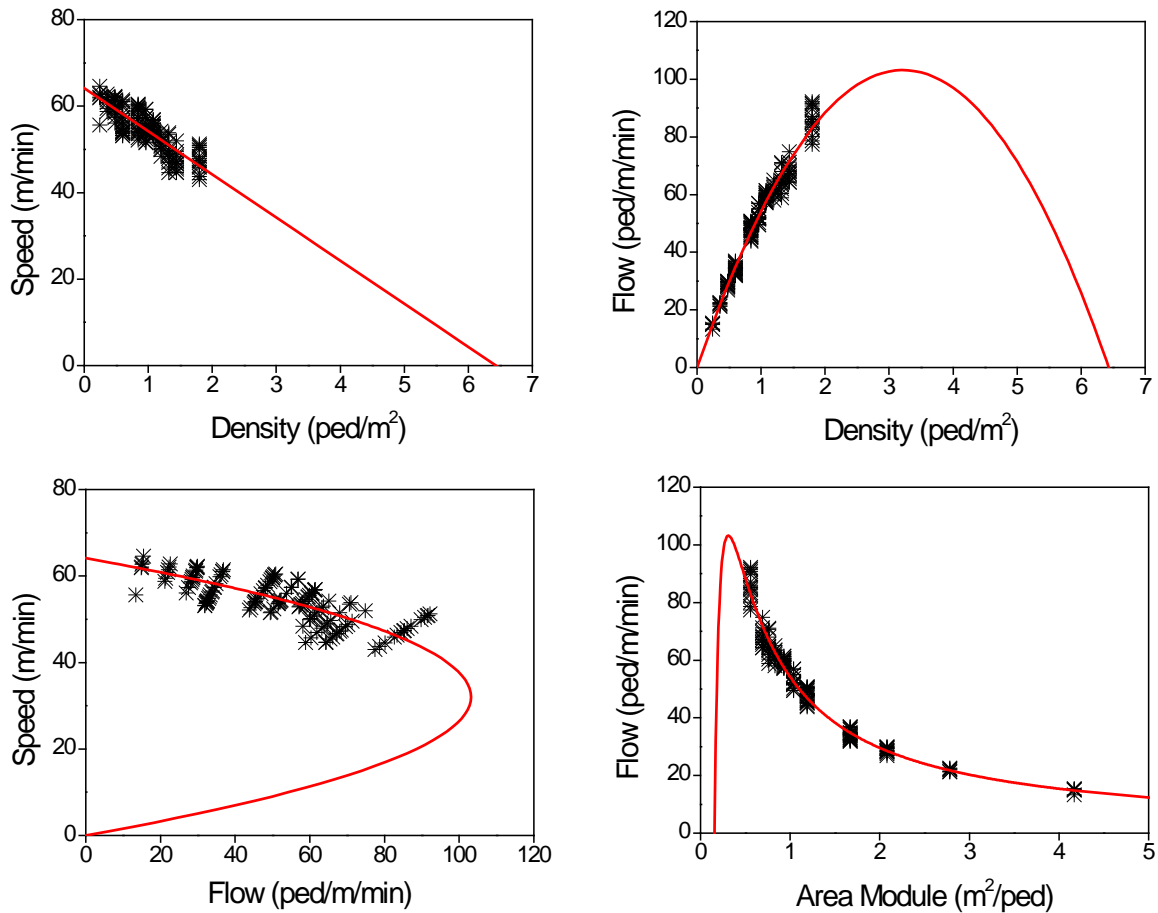 80
60
40
20
0
0 1 2 3 4 5 6 7
Speed (m/min)
Density (ped/m²)
120
100
80
60
40
20
0
0 1 2 3 4 5 6 7
Flow (ped/m/min)
Density (ped/m²)
80
60
40
20
0
0 20 40 60 80 100 120
Speed (m/min)
Flow (ped/m/min)
120
100
80
60
40
20
0
0 1 2 3 4 5
Flow (ped/m/min)
Area Module (m²/ped)